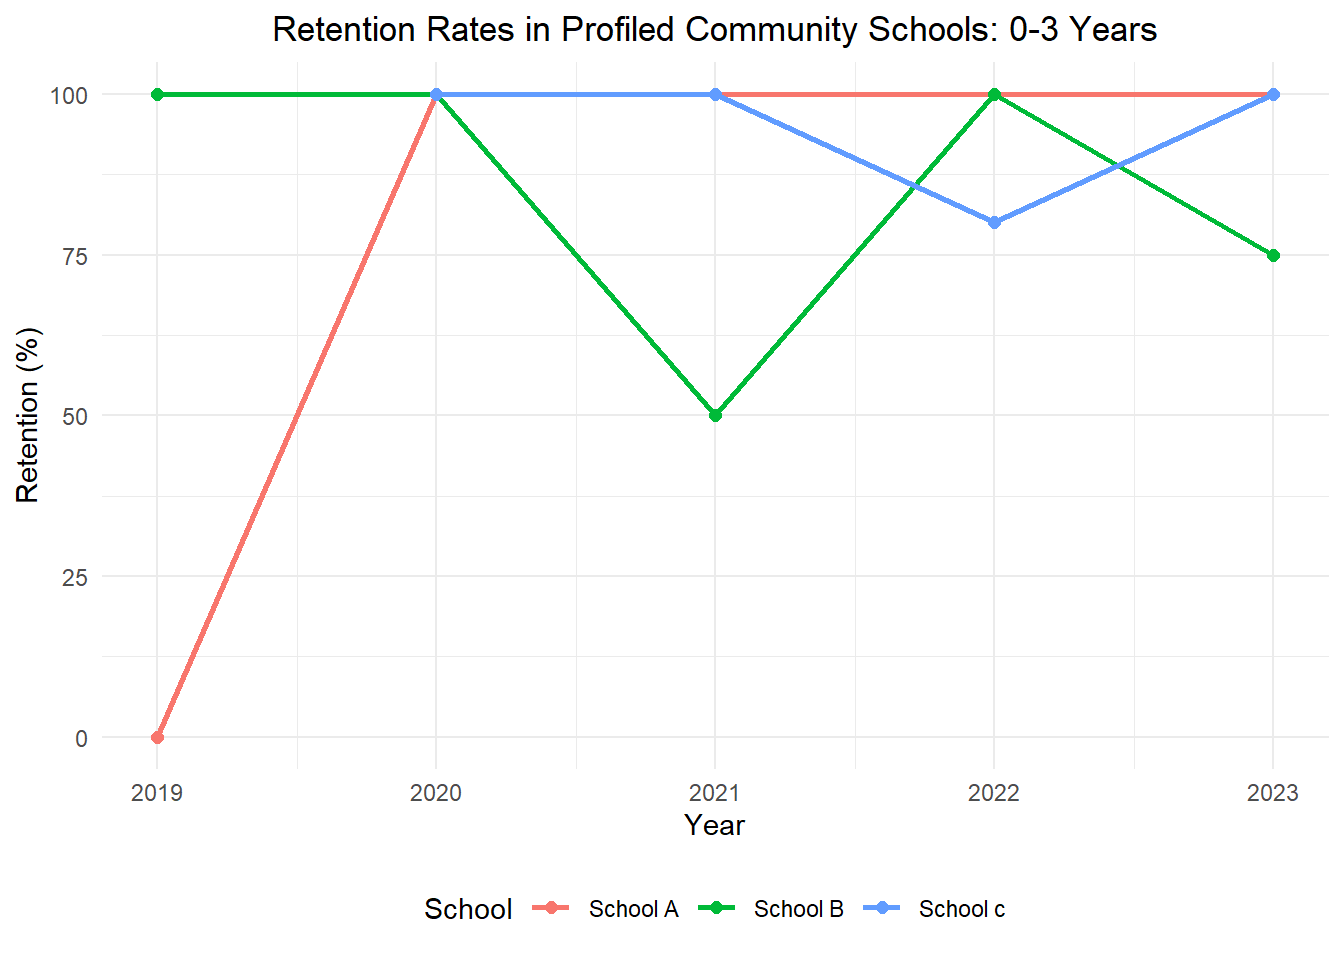 Retention Rates in Profiled Community Schools: 0-3 Years
Retention (%)
100
75
50
25
0
2019 2020 2021 2022 2023
Year
School School A School B School c